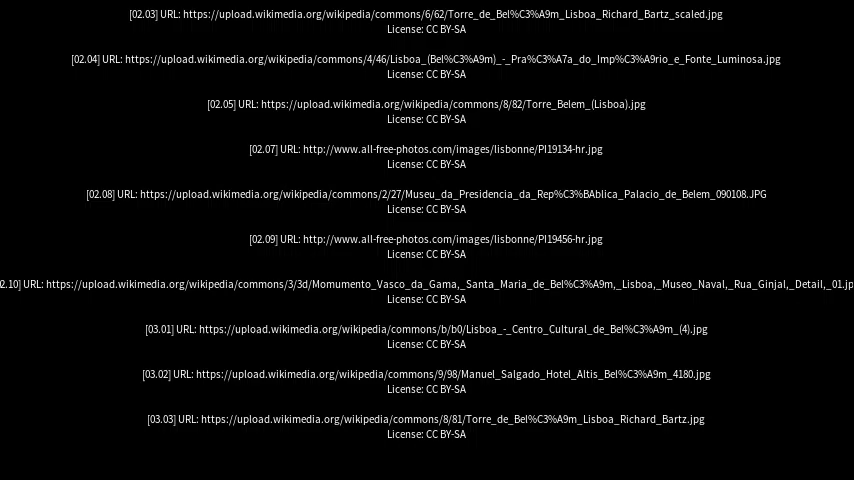 [02.03] URL: https://upload.wikimedia.org/wikipedia/commons/6/62/Torre_de_Bel%C3%A9m_Lisboa_Richard_Bartz_scaled.jpg
License: CC BY-SA
[02.04] URL: https://upload.wikimedia.org/wikipedia/commons/4/46/Lisboa_(Bel%C3%A9m)_-_Pra%C3%A7a_do_Imp%C3%A9rio_e_Fonte_Luminosa.jpg
License: CC BY-SA
[02.05] URL: https://upload.wikimedia.org/wikipedia/commons/8/82/Torre_Belem_(Lisboa).jpg
License: CC BY-SA
[02.07] URL: http://www.all-free-photos.com/images/lisbonne/PI19134-hr.jpg
License: CC BY-SA
[02.08] URL: https://upload.wikimedia.org/wikipedia/commons/2/27/Museu_da_Presidencia_da_Rep%C3%BAblica_Palacio_de_Belem_090108.JPG
License: CC BY-SA
[02.09] URL: http://www.all-free-photos.com/images/lisbonne/PI19456-hr.jpg
License: CC BY-SA
2.10] URL: https://upload.wikimedia.org/wikipedia/commons/3/3d/Momumento_Vasco_da_Gama,_Santa_Maria_de_Bel%C3%A9m,_Lisboa,_Museo_Naval,_Rua_Ginjal,_Detail,_01.jp
License: CC BY-SA
[03.01] URL: https://upload.wikimedia.org/wikipedia/commons/b/b0/Lisboa_-_Centro_Cultural_de_Bel%C3%A9m_(4).jpg
License: CC BY-SA
[03.02] URL: https://upload.wikimedia.org/wikipedia/commons/9/98/Manuel_Salgado_Hotel_Altis_Bel%C3%A9m_4180.jpg
License: CC BY-SA
[03.03] URL: https://upload.wikimedia.org/wikipedia/commons/8/81/Torre_de_Bel%C3%A9m_Lisboa_Richard_Bartz.jpg
License: CC BY-SA